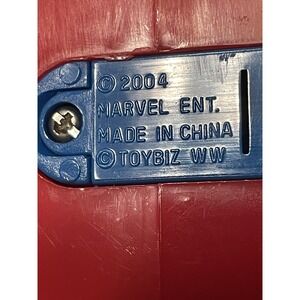 © 2004
MARVEL ENT.
MADE IN CHINA
© TOYBIZ WW